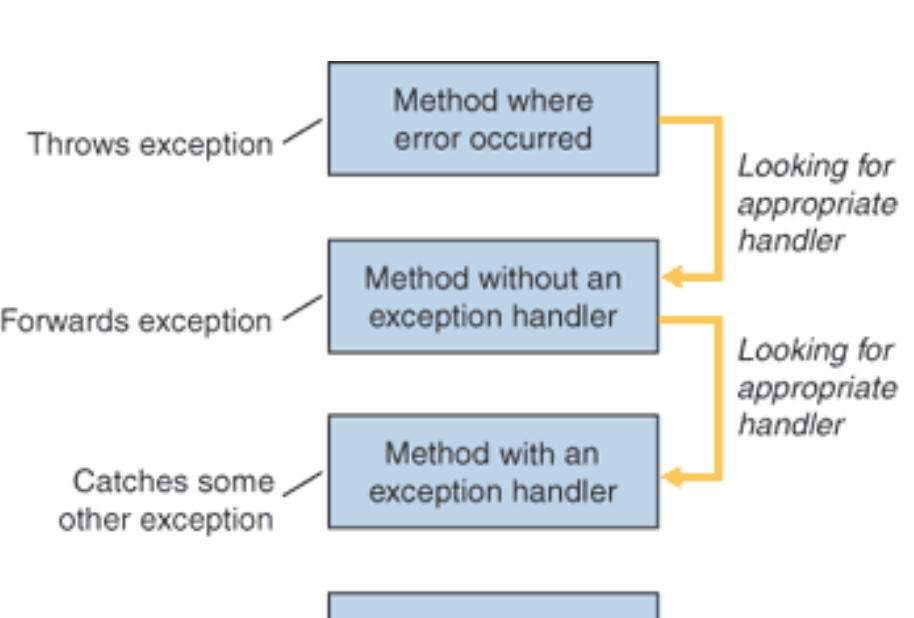 Method where
error occurred
Throws exception
Looking for
appropriate
handler
Method without an
exception handler
Forwards exception
Looking for
appropriate
handler
Method with an
exception handler
Catches some
other exception